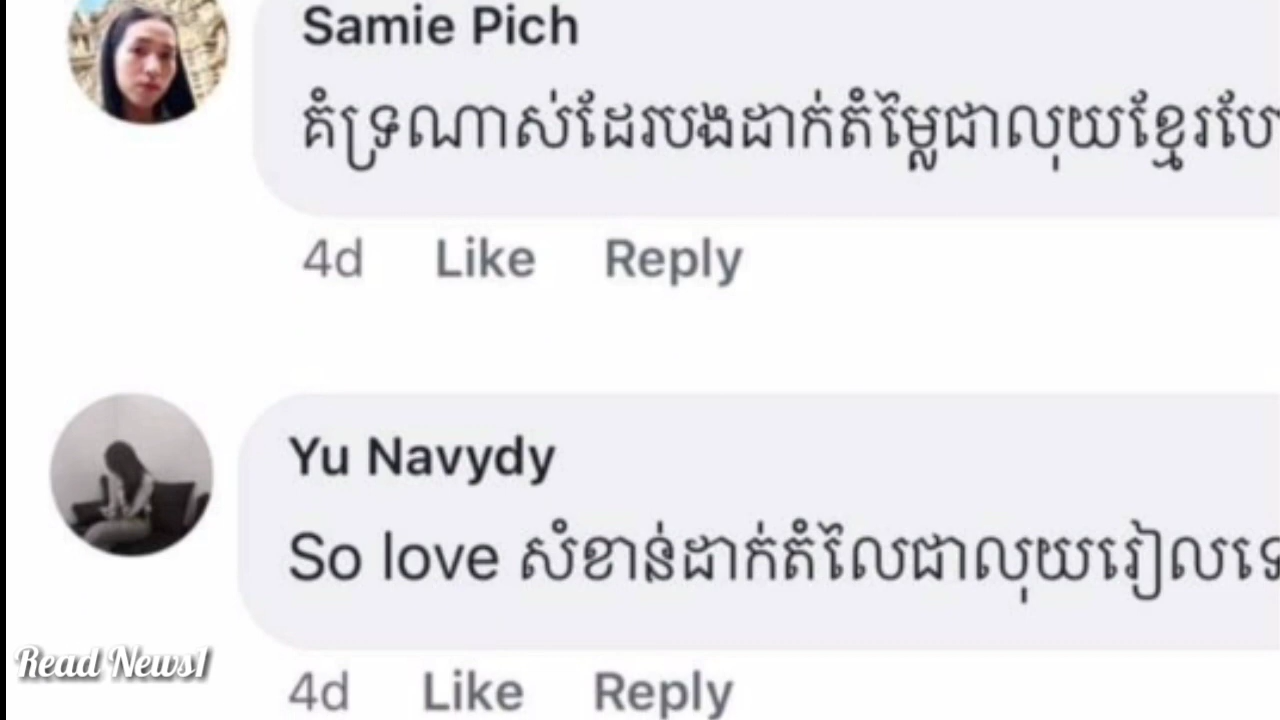 Samie Pich
គំទ្រណាស់ដែរបងដាក់តំម្លៃជាលុយខ្មែរបែ
4d Like Reply
Yu Navydy
So love សំខាន់ដាក់តំលៃជាលុយរៀលទេ
4d Like Reply
Read News1